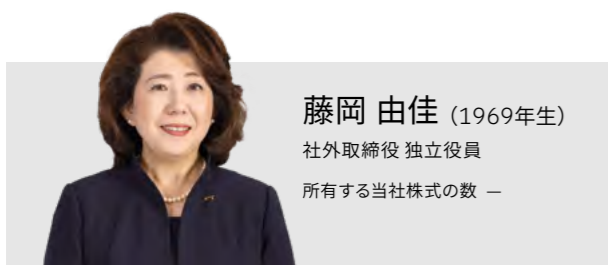 藤岡 由佳（1969年生）
社外取締役 独立役員
所有する当社株式の数 ―